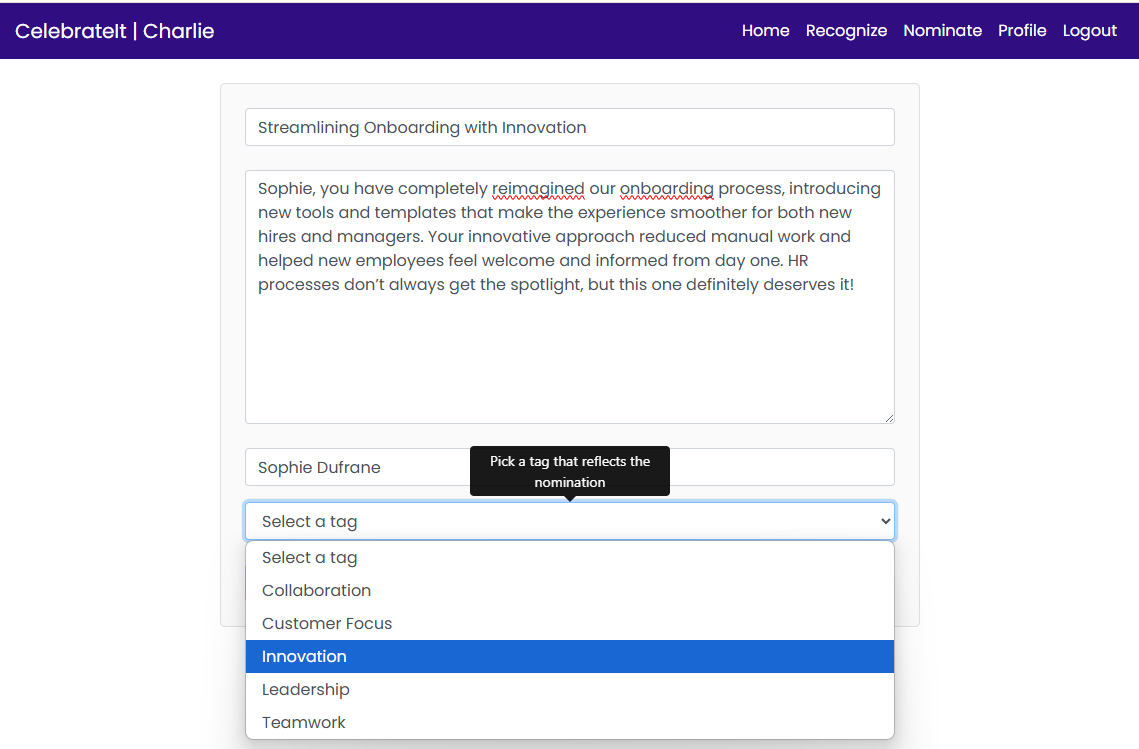 CelebrateIt | Charlie
Home Recognize Nominate Profile Logout
Streamlining Onboarding with Innovation
Sophie, you have completely reimagined our onboarding process, introducing
new tools and templates that make the experience smoother for both new
hires and managers. Your innovative approach reduced manual work and
helped new employees feel welcome and informed from day one. HR
processes don’t always get the spotlight, but this one definitely deserves it!
Sophie Dufrane
Pick a tag that reflects the
nomination
Select a tag
Select a tag
Collaboration
Customer Focus
Innovation
Leadership
Teamwork